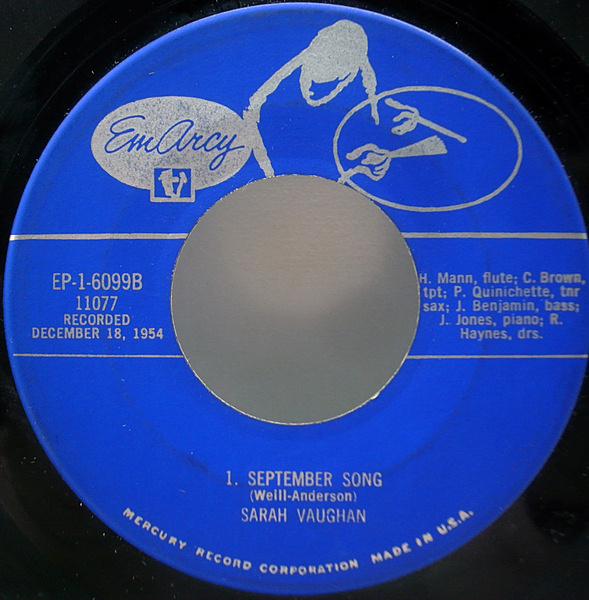 EmArcy
EP-1-6099B
11077
RECORDED
DECEMBER 18, 1954
H. Mann, flute; C. Brown,
tpt; P. Quinichette, tnr
sax; J. Benjamin, bass;
J. Jones, piano; R.
Haynes, drs.
1. SEPTEMBER SONG
(Weill-Anderson)
SARAH VAUGHAN
MERCURY RECORD CORPORATION MADE IN U.S.A.